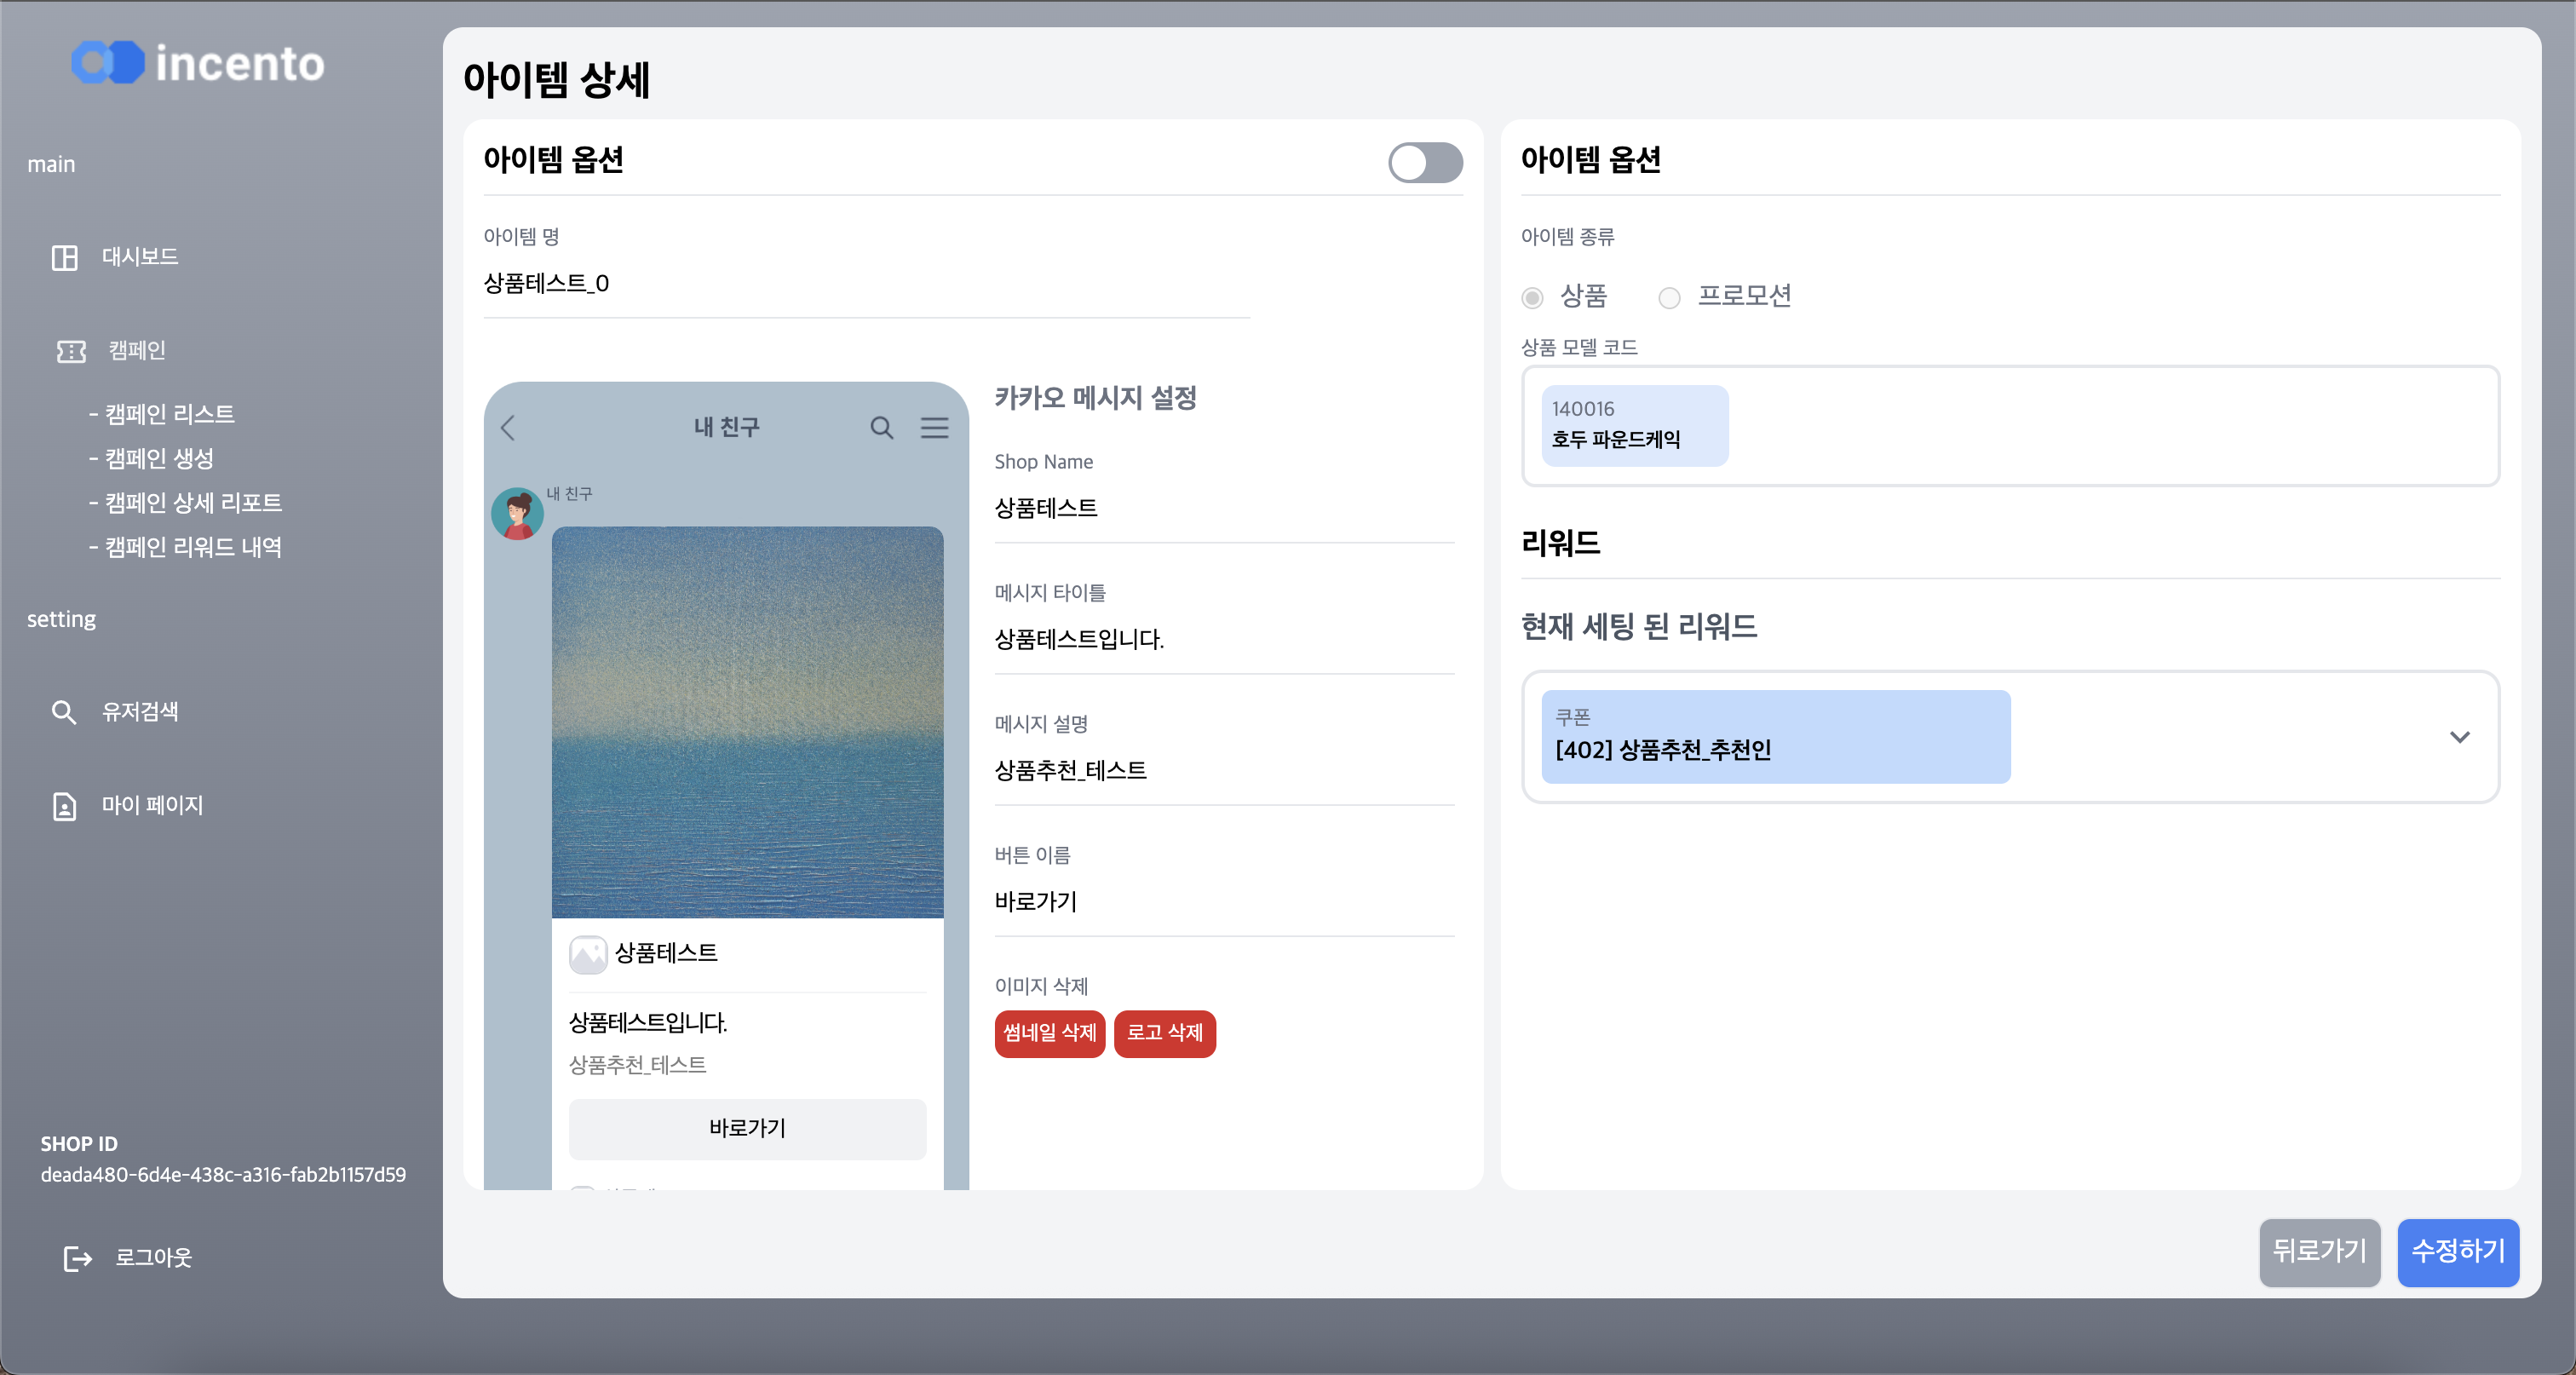 incento
main
대시보드
캠페인
- 캠페인 리스트
- 캠페인 생성
- 캠페인 상세 리포트
- 캠페인 리워드 내역
setting
유저검색
마이 페이지
SHOP ID
deada480-6d4e-438c-a316-fab2b1157d59
로그아웃
아이템 상세
아이템 옵션
아이템 명
상품테스트_0
내 친구
내 친구
상품테스트
상품테스트입니다.
상품추천_테스트
바로가기
카카오 메시지 설정
Shop Name
상품테스트
메시지 타이틀
상품테스트입니다.
메시지 설명
상품추천_테스트
버튼 이름
바로가기
이미지 삭제
썸네일 삭제 로고 삭제
아이템 옵션
아이템 종류
상품 프로모션
상품 모델 코드
140016
호두 파운드케익
리워드
현재 세팅 된 리워드
쿠폰
[402] 상품추천_추천인
뒤로가기 수정하기